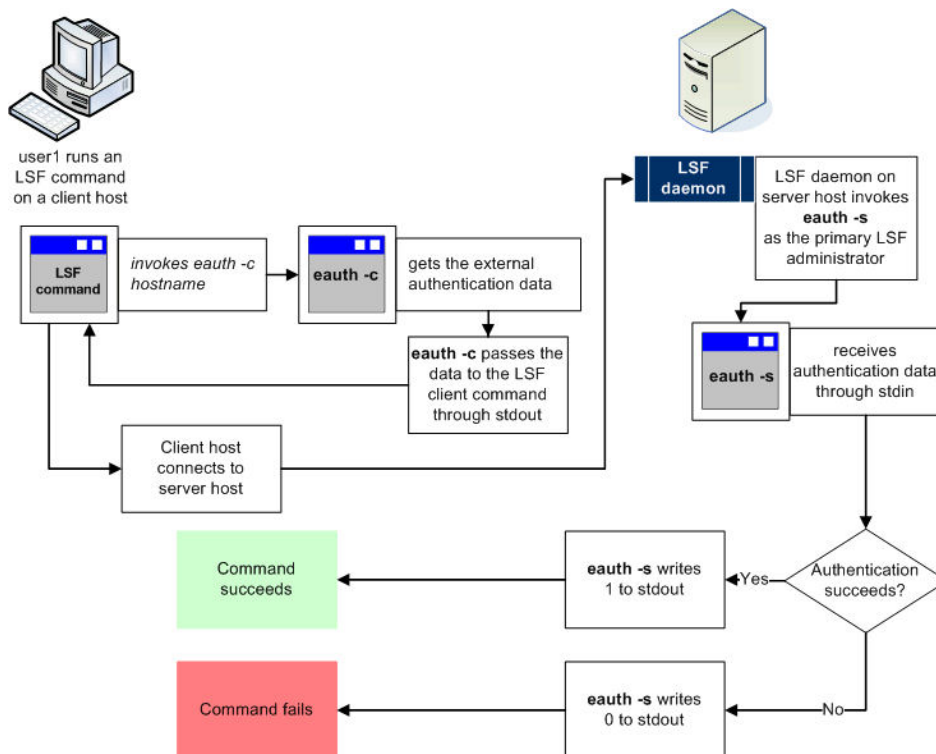 user1 runs an
LSF command
on a client host
LSF
command
invokes eauth -c
hostname
eauth -c
gets the external
authentication data
eauth -c passes the
data to the LSF
client command
through stdout
Client host
connects to
server host
LSF
daemon
LSF daemon on
server host invokes
eauth -s
as the primary LSF
administrator
eauth -s
receives
authentication data
through stdin
Authentication
succeeds?
Yes
eauth -s writes
1 to stdout
Command
succeeds
No
eauth -s writes
0 to stdout
Command fails